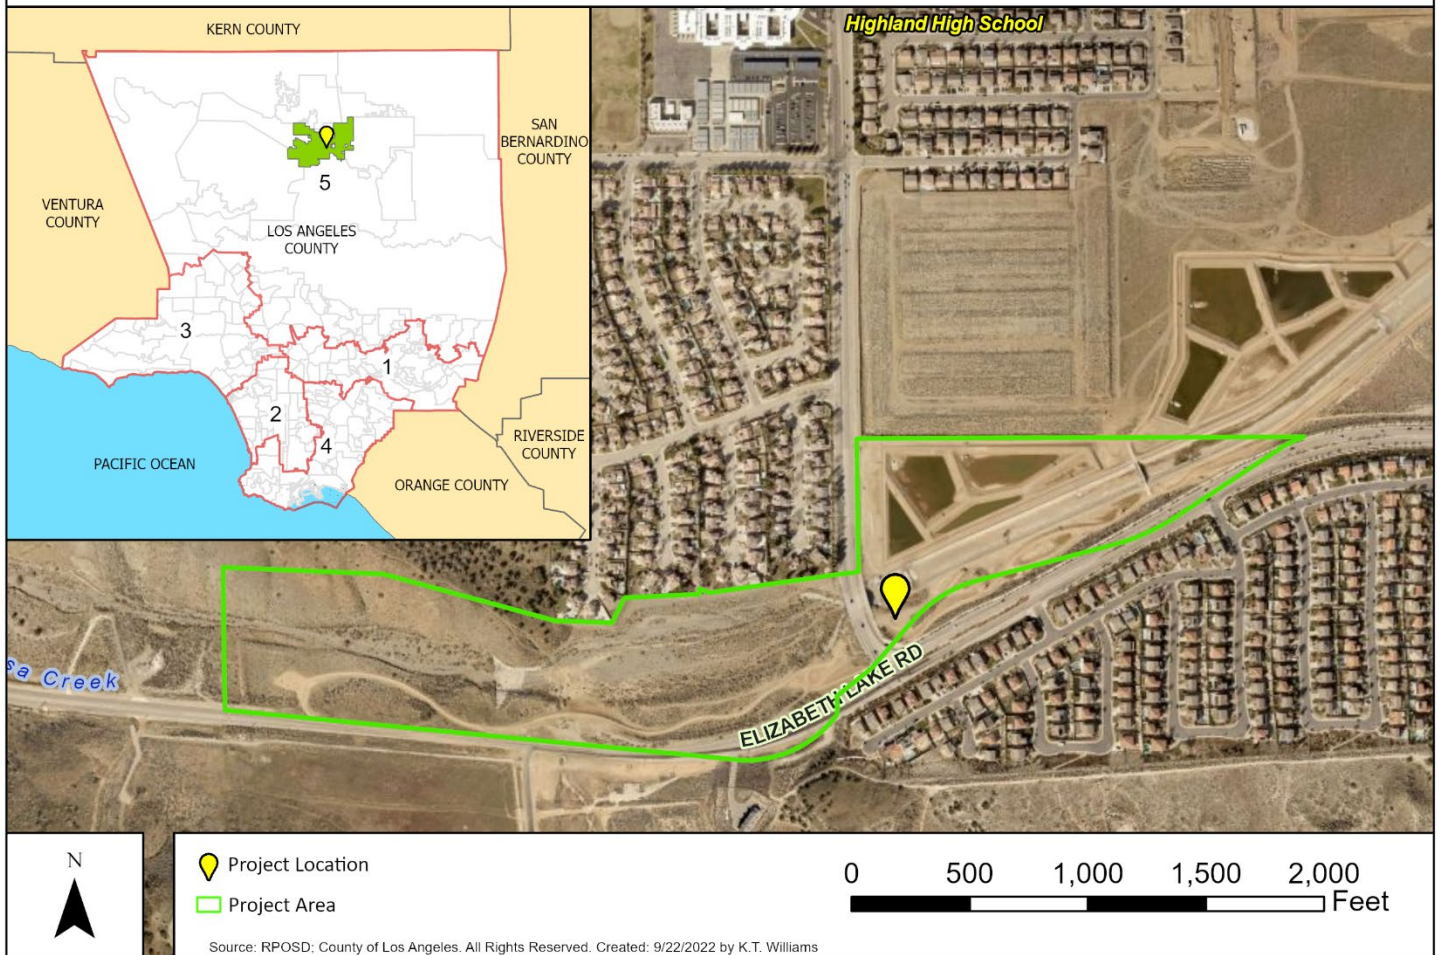 Highland High School
KERN COUNTY
SAN
BERNARDINO
COUNTY
5
VENTURA
COUNTY
LOS ANGELES
COUNTY
3
1
2
4
RIVERSIDE
COUNTY
PACIFIC OCEAN
ORANGE COUNTY
sa Creek
ELIZABETH LAKE RD
N
Project Location
Project Area
0 500 1,000 1,500 2,000
Feet
Source: RPOSD; County of Los Angeles. All Rights Reserved. Created: 9/22/2022 by K.T. Williams